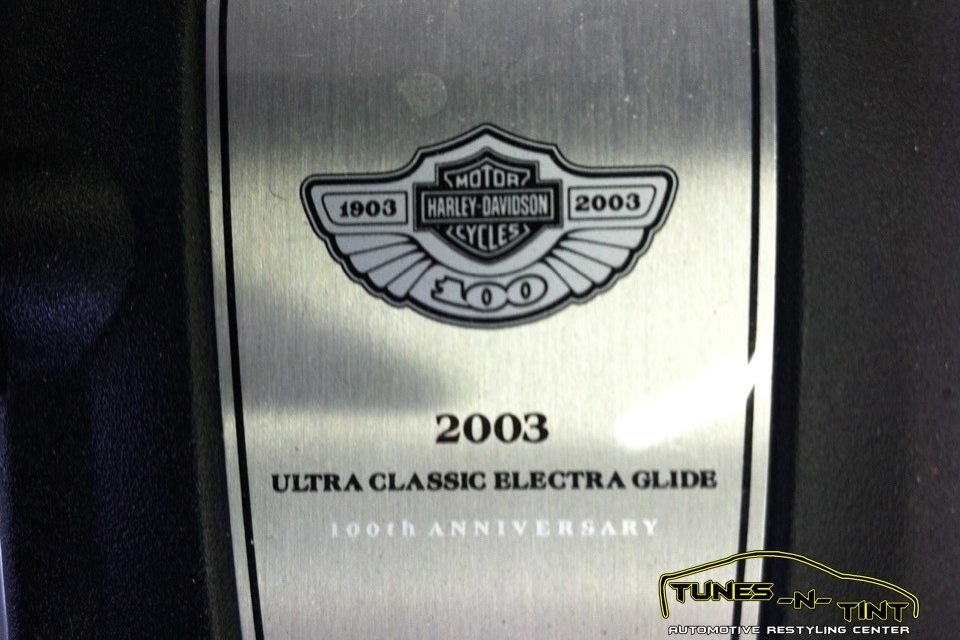 MOTOR
1903 HARLEY-DAVIDSON 2003
CYCLES
100
2003
ULTRA CLASSIC ELECTRA GLIDE
100th ANNIVERSARY
TUNES -N- TINT
AUTOMOTIVE RESTYLING CENTER